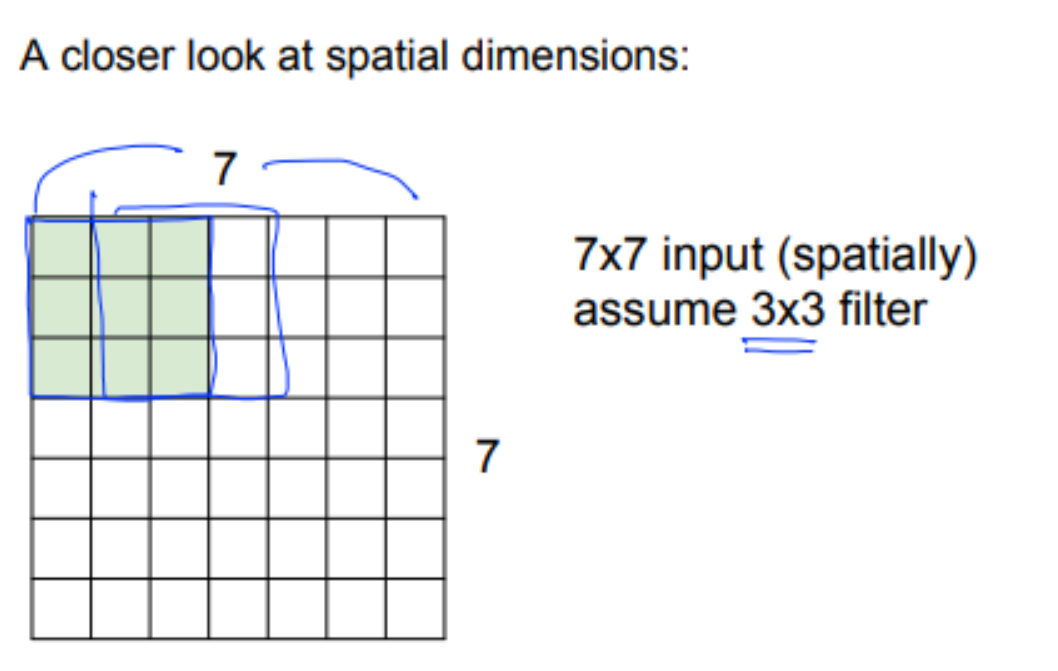 A closer look at spatial dimensions:
7
7x7 input (spatially)
assume 3x3 filter
7